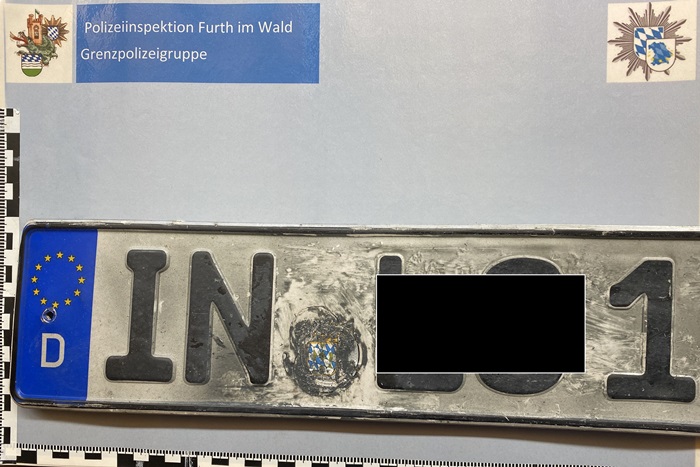 Polizeiinspektion Furth im Wald
Grenzpolizeigruppe
D
IN 1